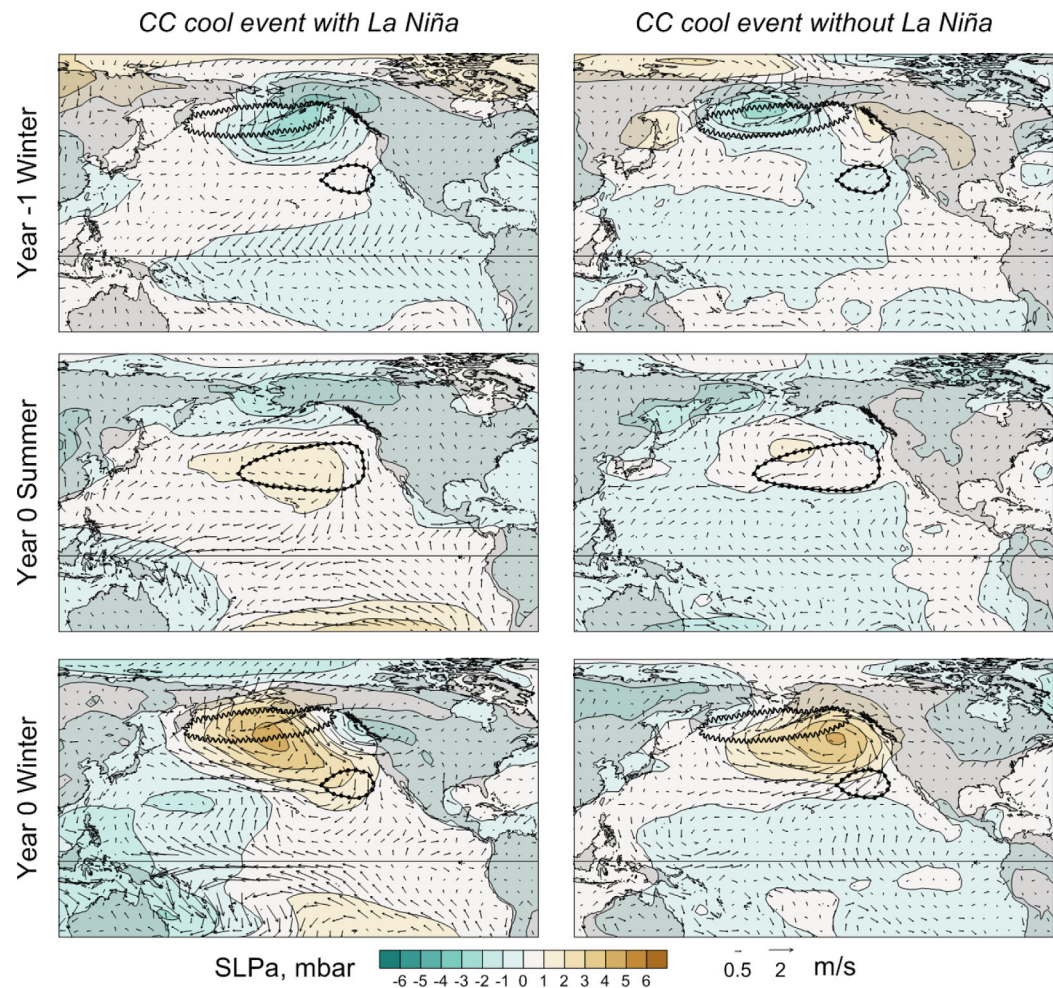 CC cool event with La Niña
CC cool event without La Niña
Year -1 Winter
Year 0 Summer
Year 0 Winter
SLPa, mbar
-6 -5 -4 -3 -2 -1 0 1 2 3 4 5 6
0.5 2 m/s